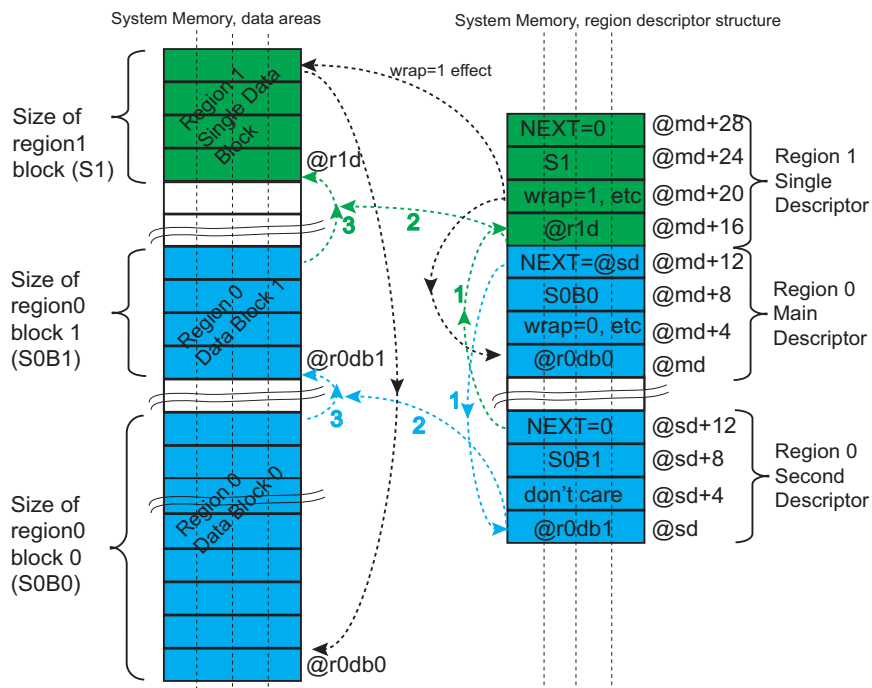 System Memory, data areas
System Memory, region descriptor structure
Size of
region1
block (S1)
Region 1
Single Data
Block
@r1d
Size of
region0
block 1
(S0B1)
Region 0
Data Block 1
@r0db1
Size of
region0
block 0
(S0B0)
Region 0
Data Block 0
@r0db0
wrap=1 effect
3
2
1
3
2
1
NEXT=0
@md+28
S1
@md+24
wrap=1, etc
@md+20
@r1d
@md+16
Region 1
Single
Descriptor
NEXT=@sd
@md+12
S0B0
@md+8
wrap=0, etc
@md+4
@r0db0
@md
Region 0
Main
Descriptor
NEXT=0
@sd+12
S0B1
@sd+8
don't care
@sd+4
@r0db1
@sd
Region 0
Second
Descriptor